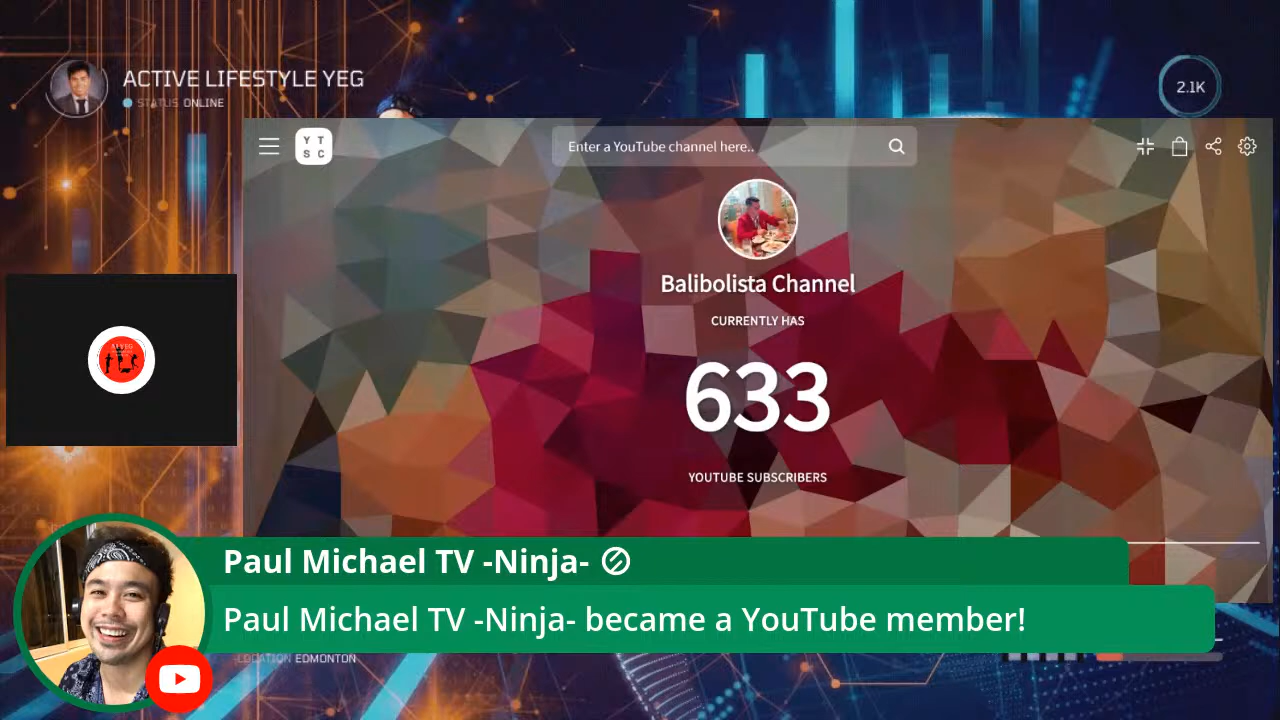 ACTIVE LIFESTYLE YEG
STATUS ONLINE
2.1K
Y T
S C
Enter a YouTube channel here..
Balibolista Channel
CURRENTLY HAS
633
YOUTUBE SUBSCRIBERS
Paul Michael TV -Ninja-
Paul Michael TV -Ninja- became a YouTube member!
LOCATION EDMONTON